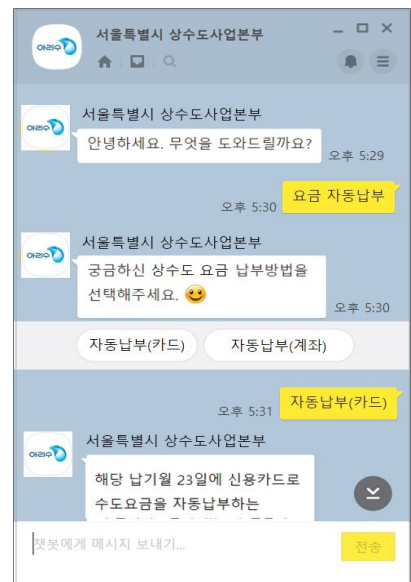 서울특별시 상수도사업본부
아리수
아리수
서울특별시 상수도사업본부
안녕하세요. 무엇을 도와드릴까요?
오후 5:29
요금 자동납부
오후 5:30
아리수
서울특별시 상수도사업본부
궁금하신 상수도 요금 납부방법을
선택해주세요.
오후 5:30
자동납부(카드)
자동납부(계좌)
자동납부(카드)
오후 5:31
아리수
서울특별시 상수도사업본부
해당 납기월 23일에 신용카드로
수도요금을 자동납부하는
챗봇에게 메시지 보내기...
전송